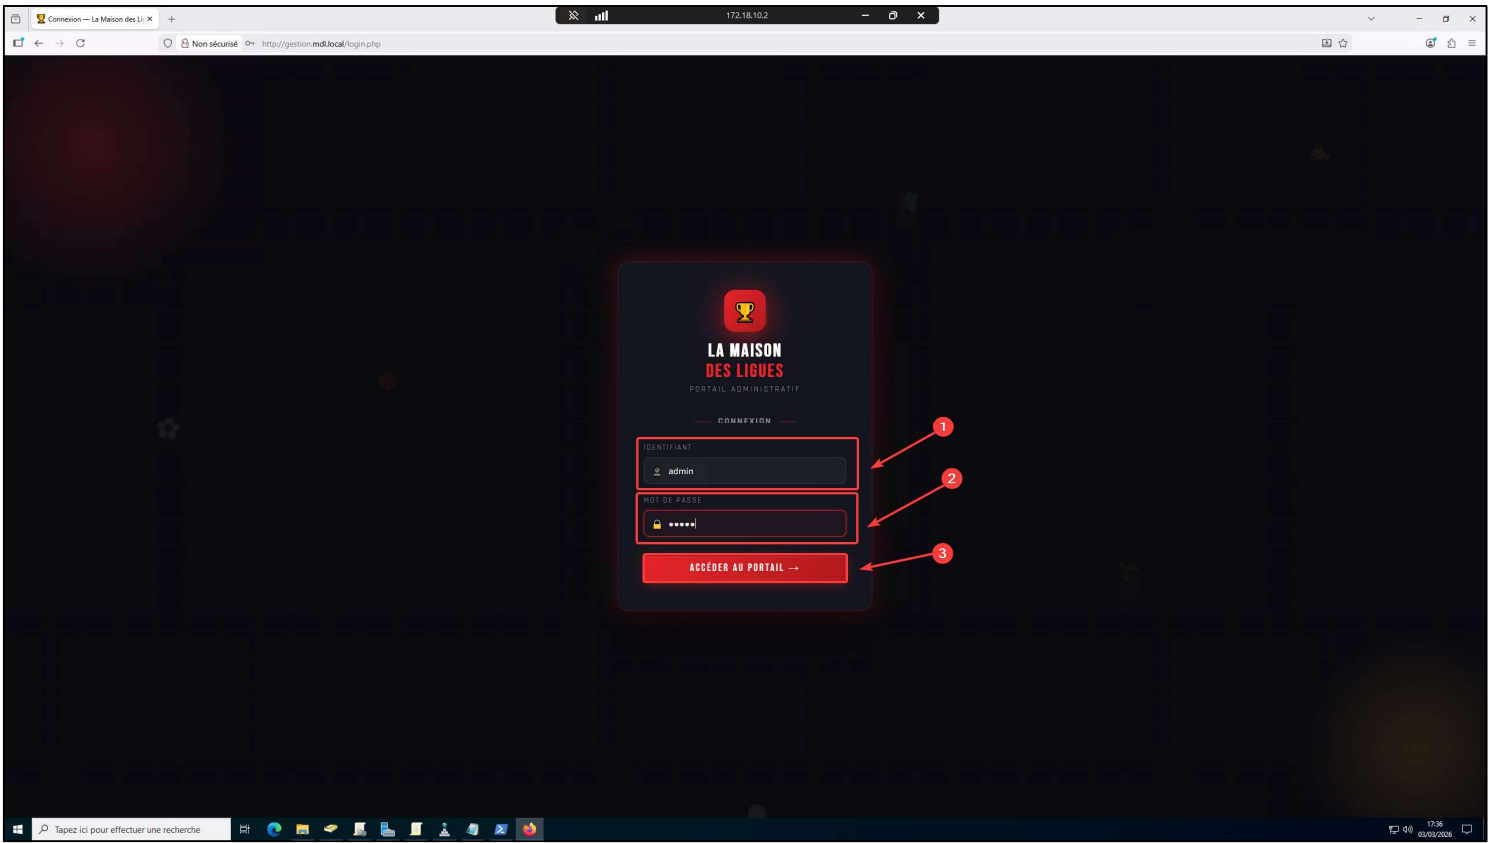 172.18.10.2
Connexion — La Maison des Lig
Non sécurisé
http://gestion.mdl.local/login.php
LA MAISON
DES LIGUES
PORTAIL ADMINISTRATIF
CONNEXION
1
IDENTIFIANT
admin
2
MOT DE PASSE
•••••
3
ACCÉDER AU PORTAIL →
Tapez ici pour effectuer une recherche
17:36
03/03/2026